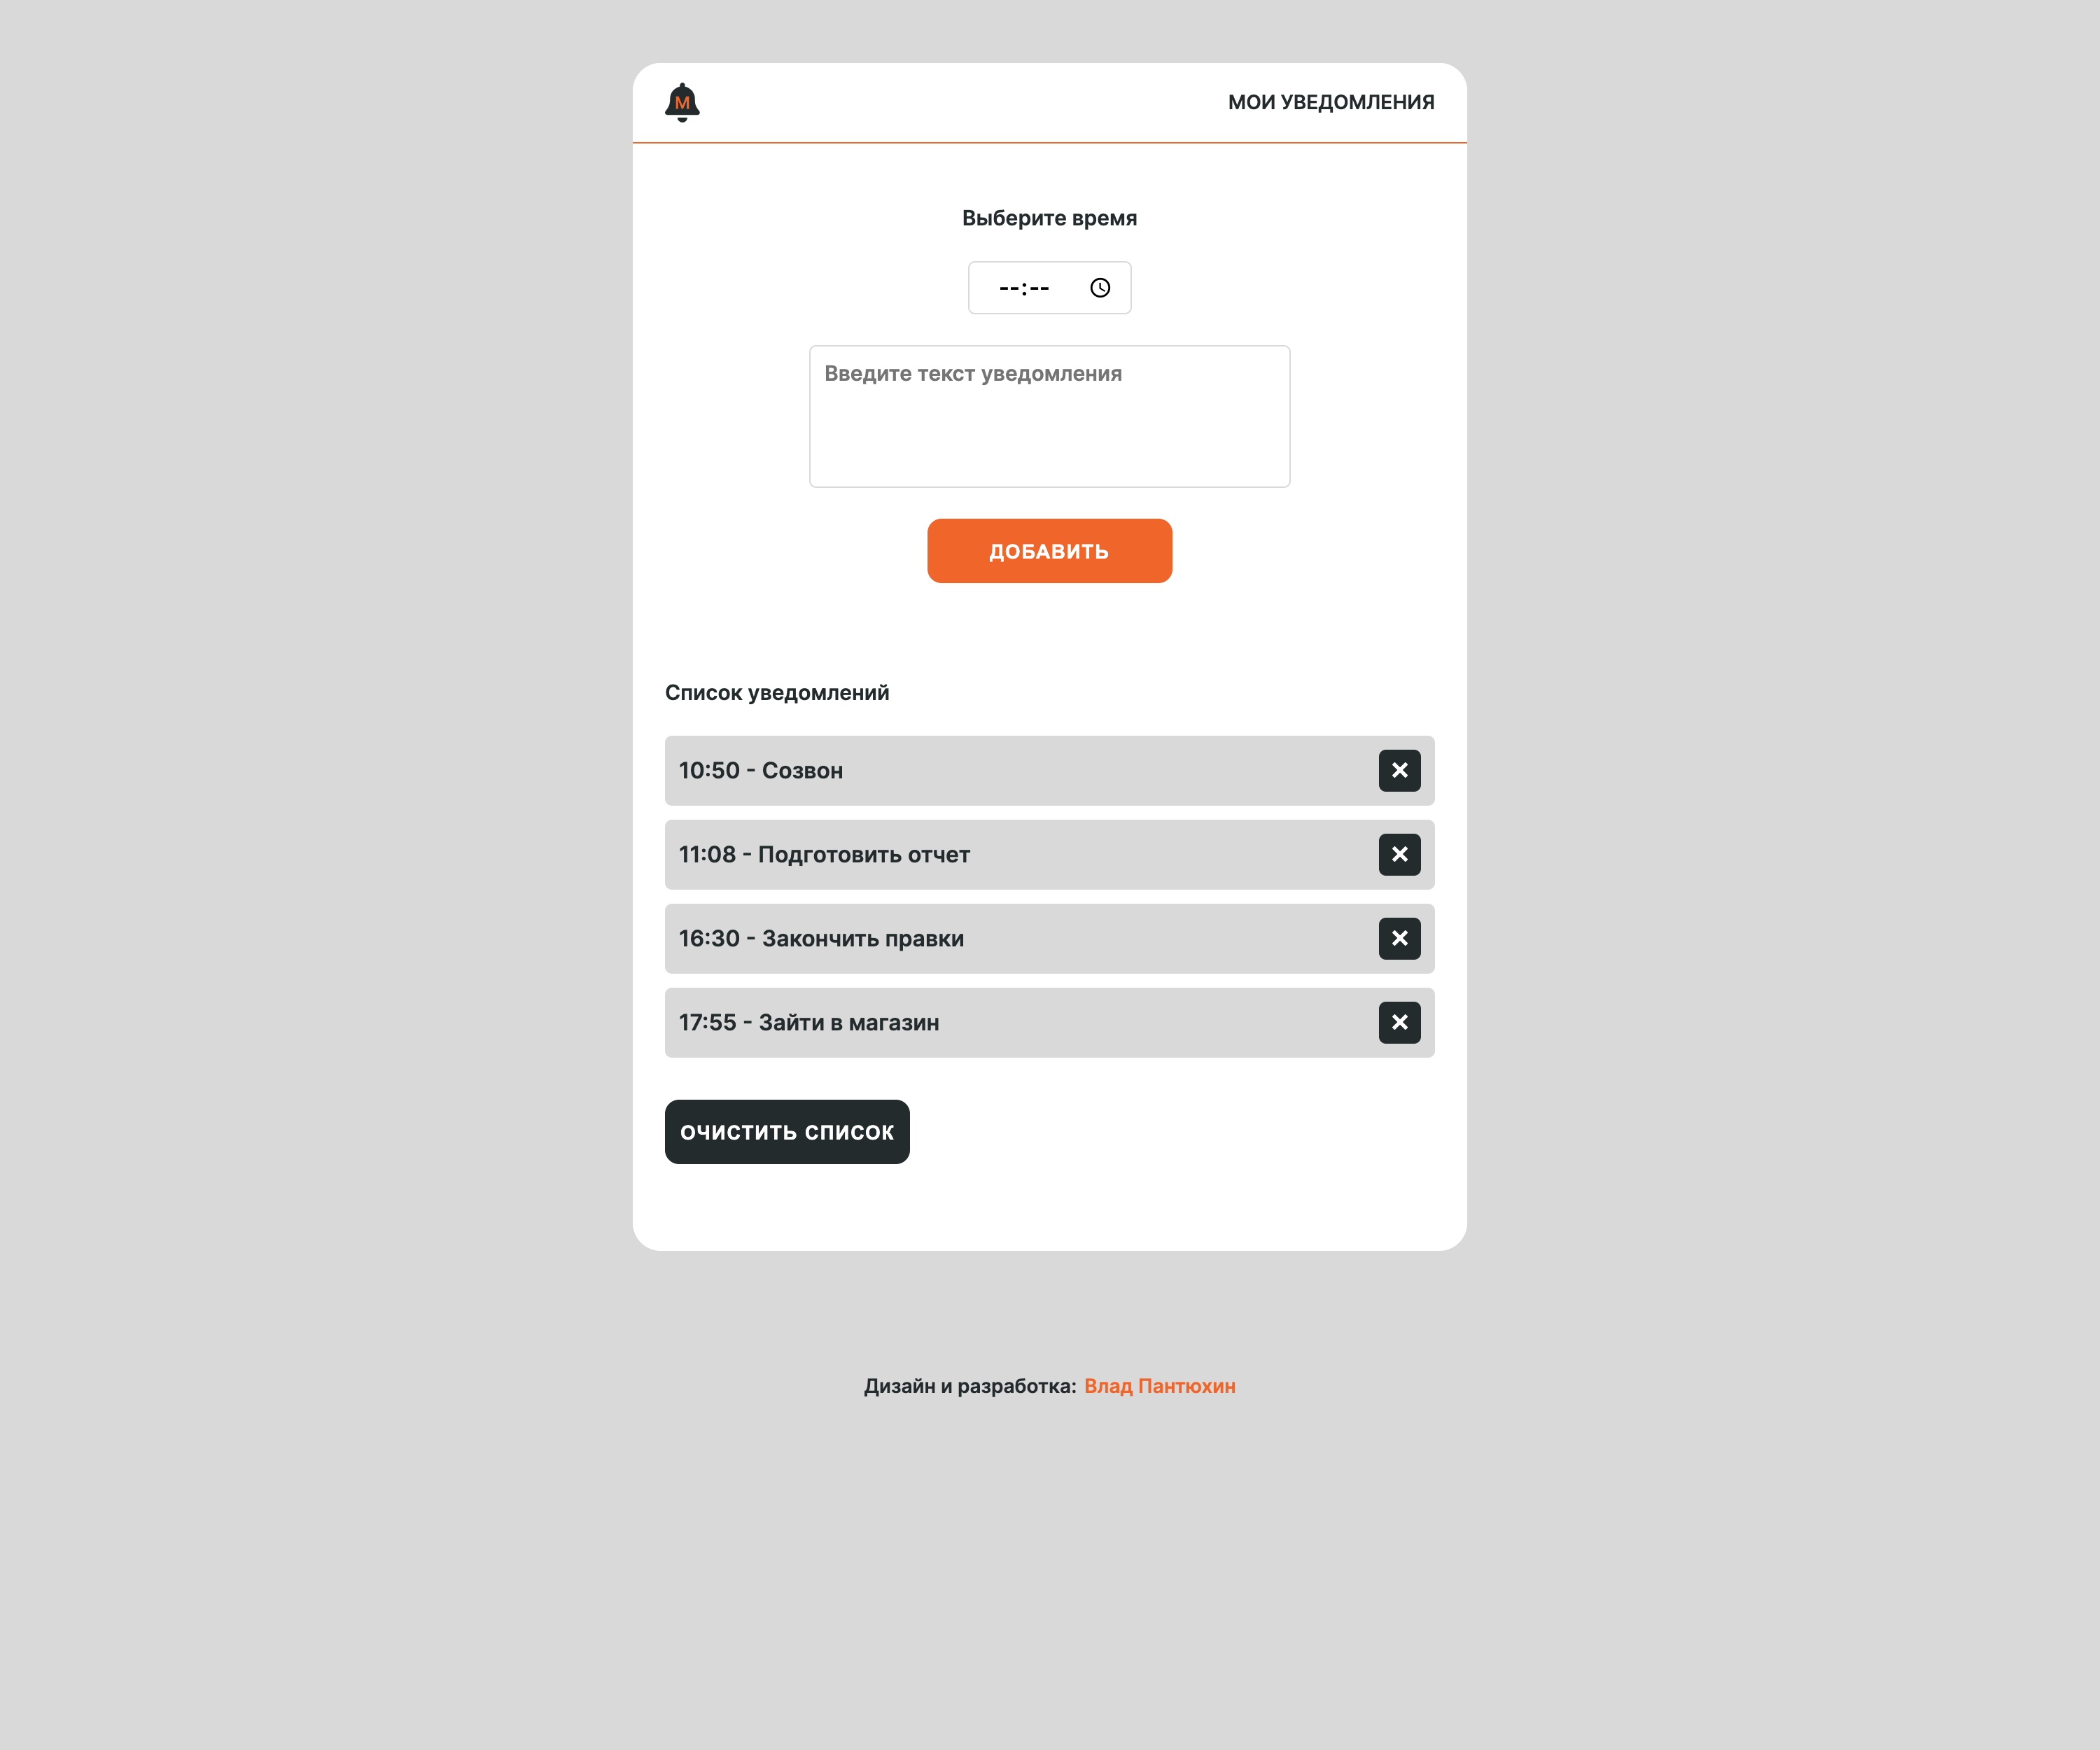 М
МОИ УВЕДОМЛЕНИЯ
Выберите время
--:--
Введите текст уведомления
ДОБАВИТЬ
Список уведомлений
10:50 - Созвон
11:08 - Подготовить отчет
16:30 - Закончить правки
17:55 - Зайти в магазин
ОЧИСТИТЬ СПИСОК
Дизайн и разработка: Влад Пантюхин